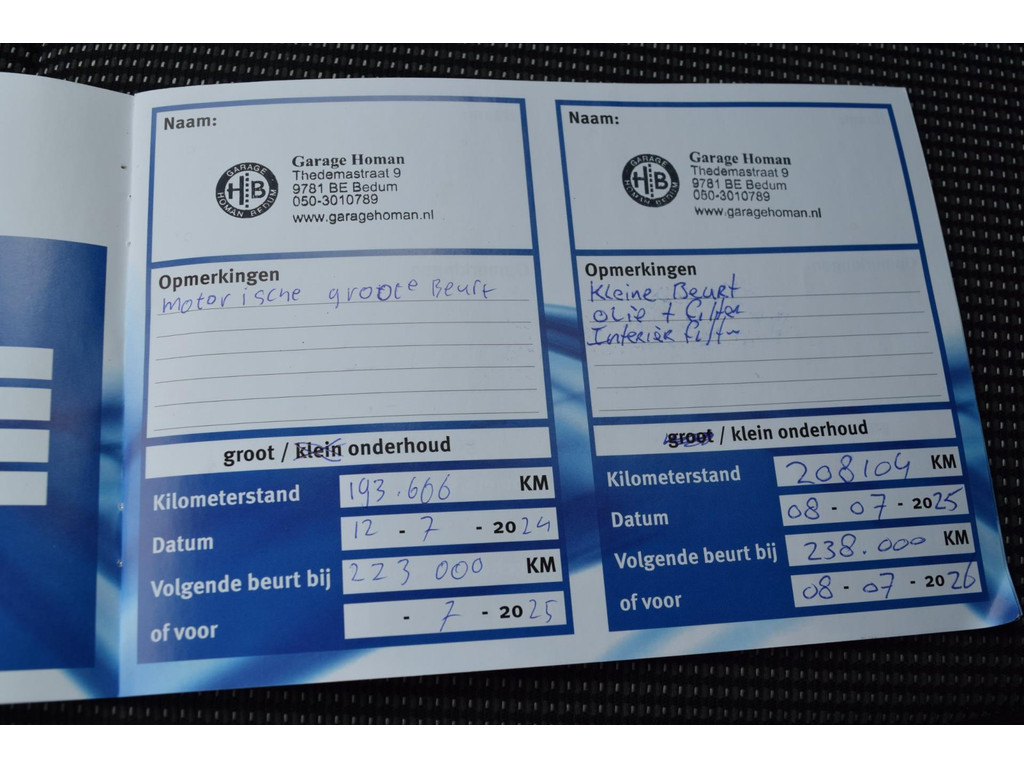 Naam:
GARAGE
HB
HOMAN BEDUM
Garage Homan
Thedemastraat 9
9781 BE Bedum
050-3010789
www.garagehoman.nl
Opmerkingen
Motorische groote Beurt
groot / klein onderhoud
Kilometerstand 193.666 KM
Datum 12 - 7 - 2024
Volgende beurt bij 223 000 KM
of voor - 7 - 2025
Naam:
GARAGE
HB
HOMAN BEDUM
Garage Homan
Thedemastraat 9
9781 BE Bedum
050-3010789
www.garagehoman.nl
Opmerkingen
Kleine Beurt
olie + filter
Interiër filter
groot / klein onderhoud
Kilometerstand 208104 KM
Datum 08 - 07 - 2025
Volgende beurt bij 238.000 KM
of voor 08 - 07 - 2026